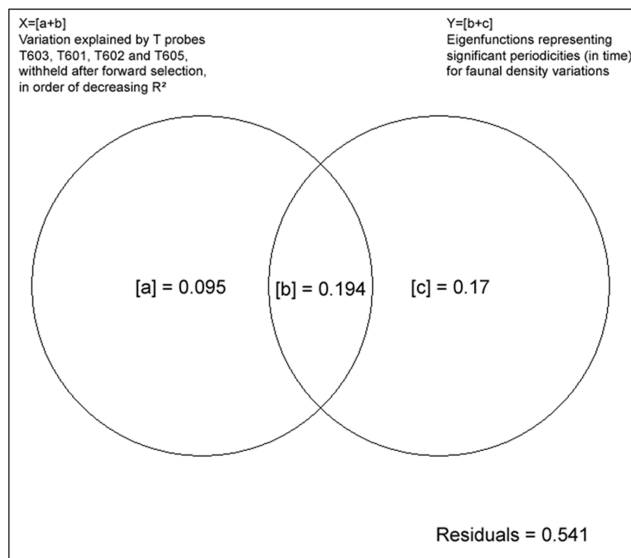 X=[a+b]
Variation explained by T probes
T603, T601, T602 and T605,
withheld after forward selection,
in order of decreasing R²
Y=[b+c]
Eigenfunctions representing
significant periodicities (in time)
for faunal density variations
[a] = 0.095
[b] = 0.194
[c] = 0.17
Residuals = 0.541